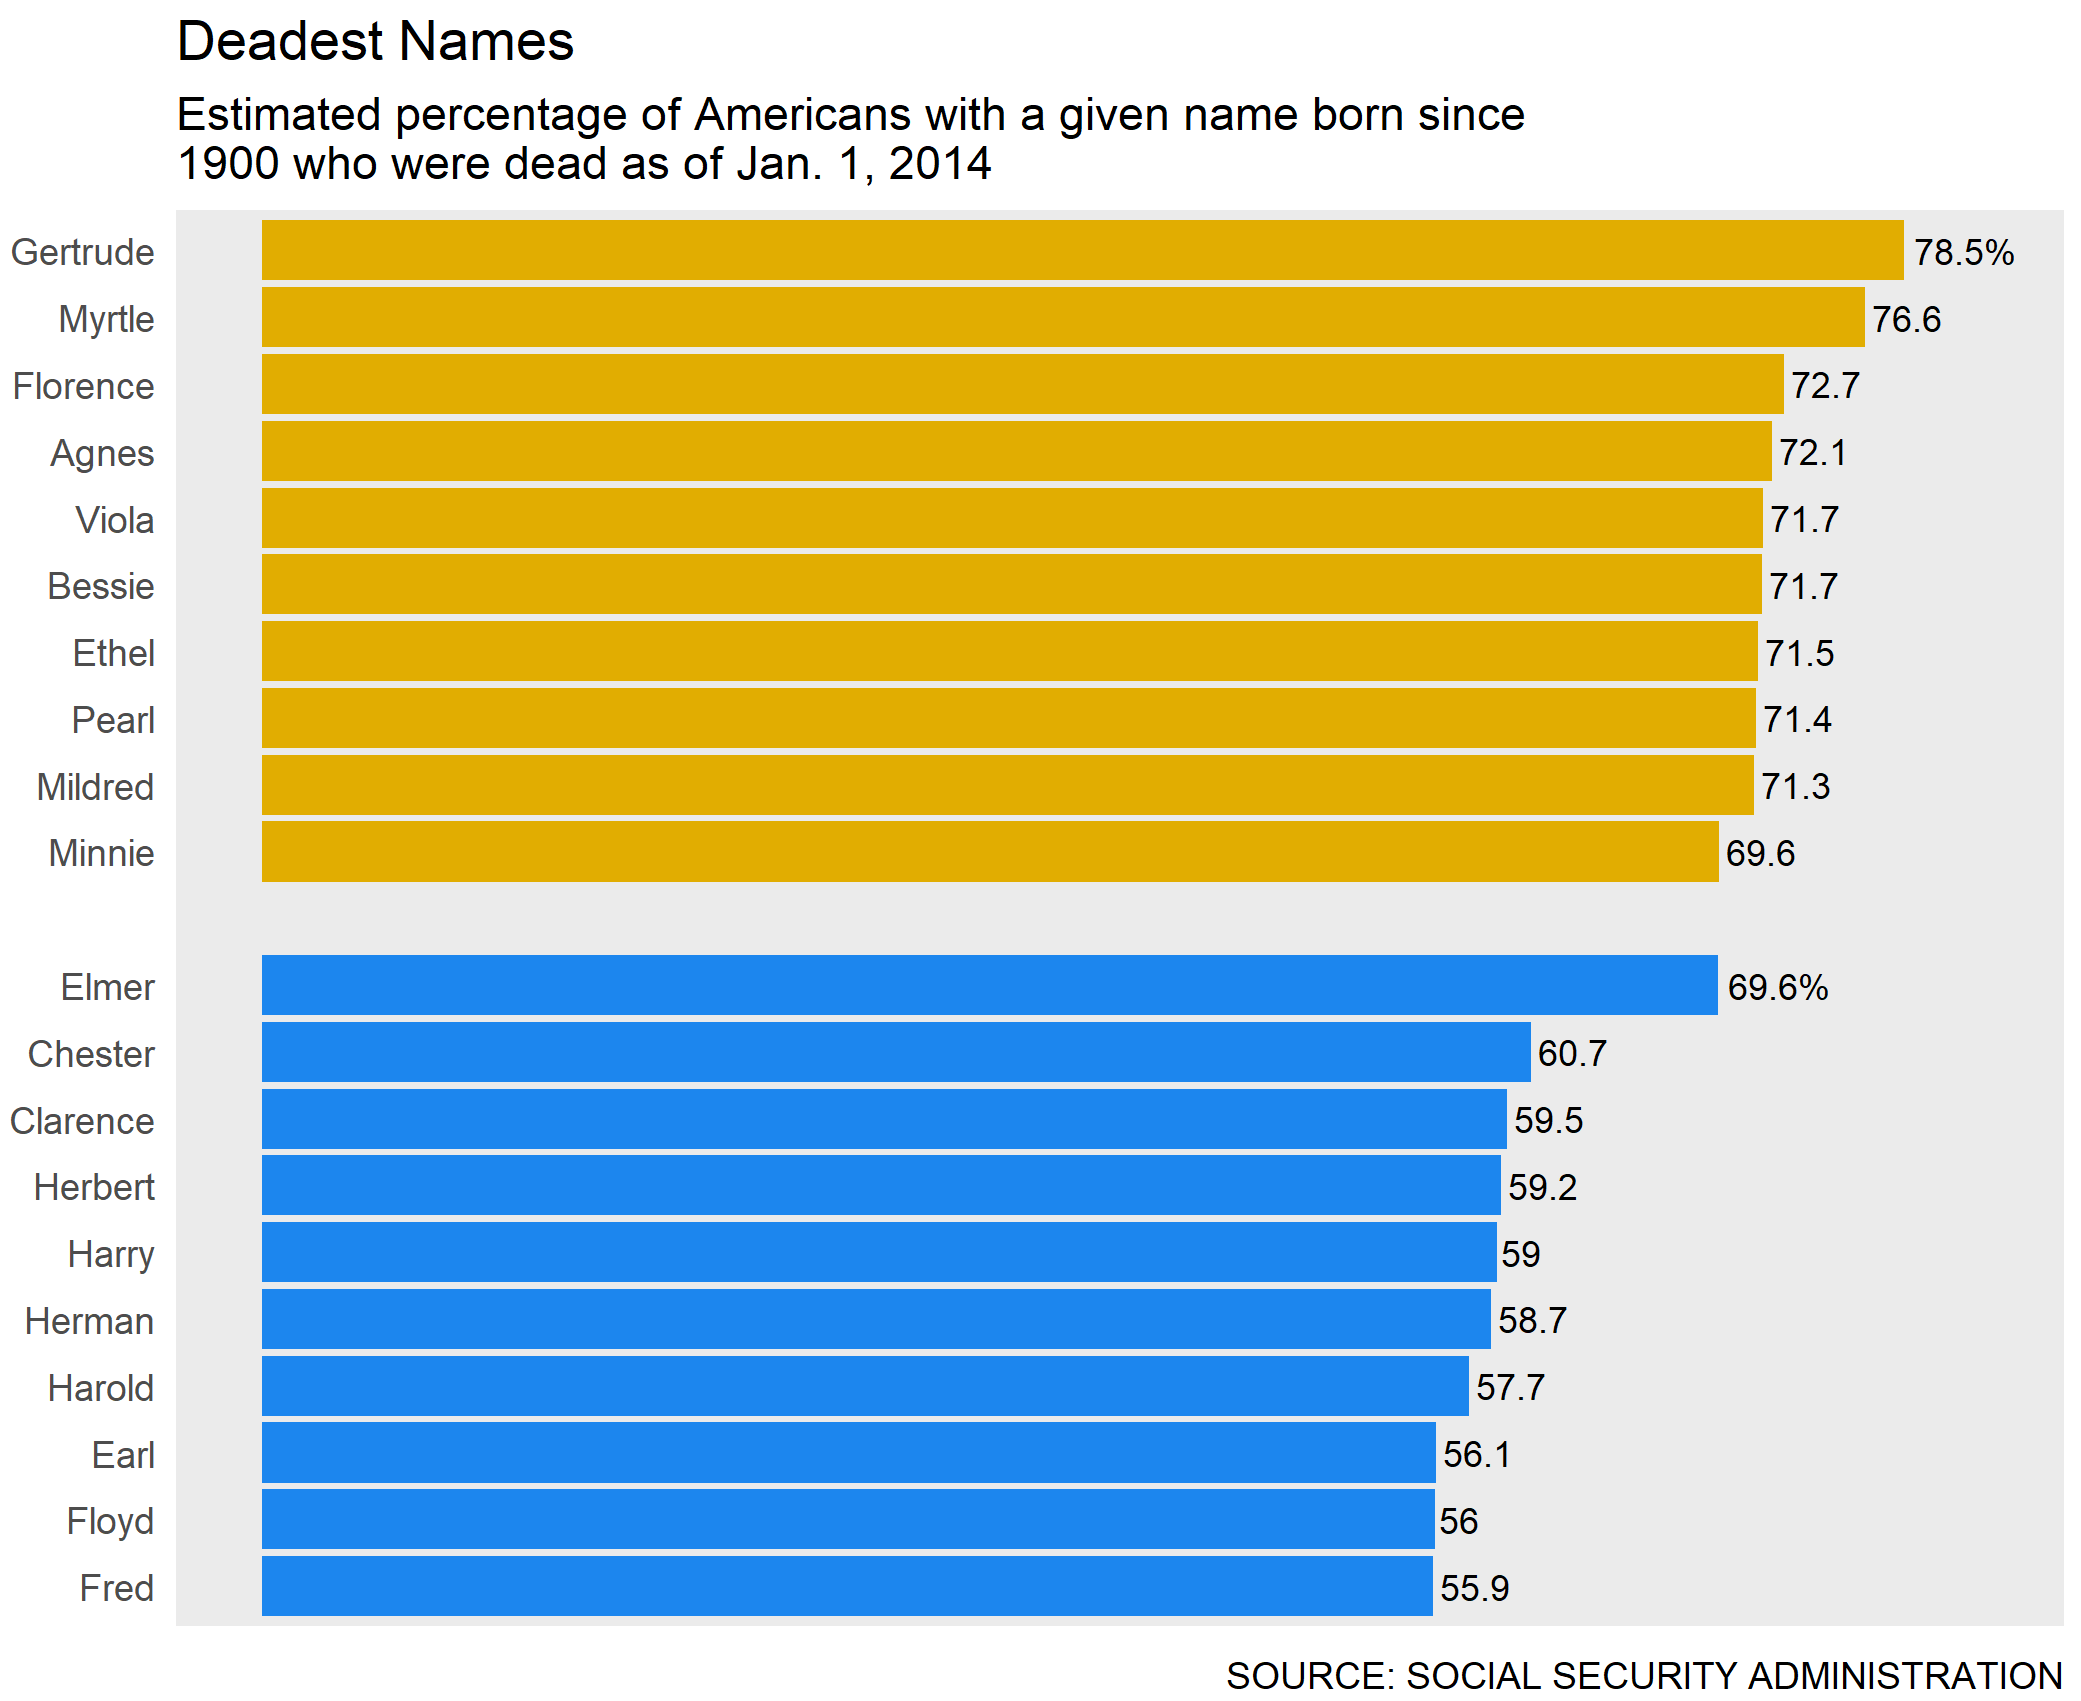 Deadest Names
Estimated percentage of Americans with a given name born since
1900 who were dead as of Jan. 1, 2014
Gertrude 78.5%
Myrtle 76.6
Florence 72.7
Agnes 72.1
Viola 71.7
Bessie 71.7
Ethel 71.5
Pearl 71.4
Mildred 71.3
Minnie 69.6
Elmer 69.6%
Chester 60.7
Clarence 59.5
Herbert 59.2
Harry 59
Herman 58.7
Harold 57.7
Earl 56.1
Floyd 56
Fred 55.9
SOURCE: SOCIAL SECURITY ADMINISTRATION